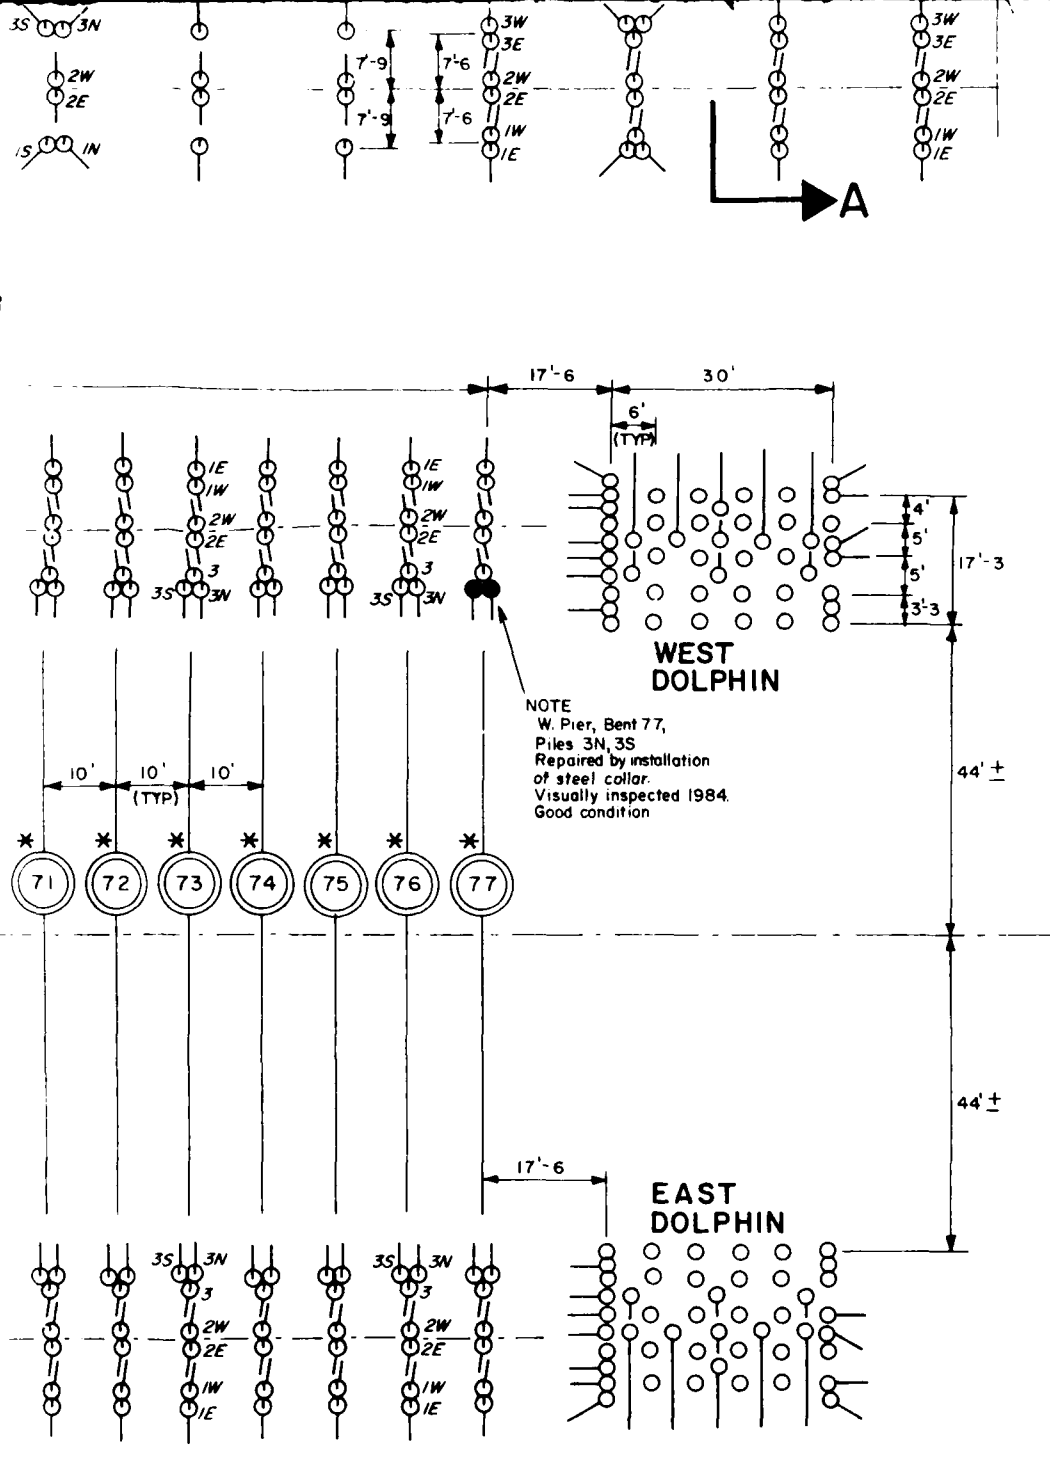 3S 3N
2W
2E
1S 1N
7'-9
7'-9
7'-6
7'-6
3W
3E
2W
2E
1W
1E
3W
3E
2W
2E
1W
1E
A
17'-6 30'
6'
(TYP)
1E
1W
2W
2E
3
3S 3N
1E
1W
2W
2E
3
3S 3N
4'
5'
5'
3'-3
17'-3
WEST
DOLPHIN
NOTE
W. Pier, Bent 77,
Piles 3N, 3S
Repaired by installation
of steel collar.
Visually inspected 1984.
Good condition
10' 10' 10'
(TYP)
44' ±
* * * * * * *
71 72 73 74 75 76 77
44' ±
17'-6
EAST
DOLPHIN
3S 3N
3
2W
2E
1W
1E
3S 3N
3
2W
2E
1W
1E